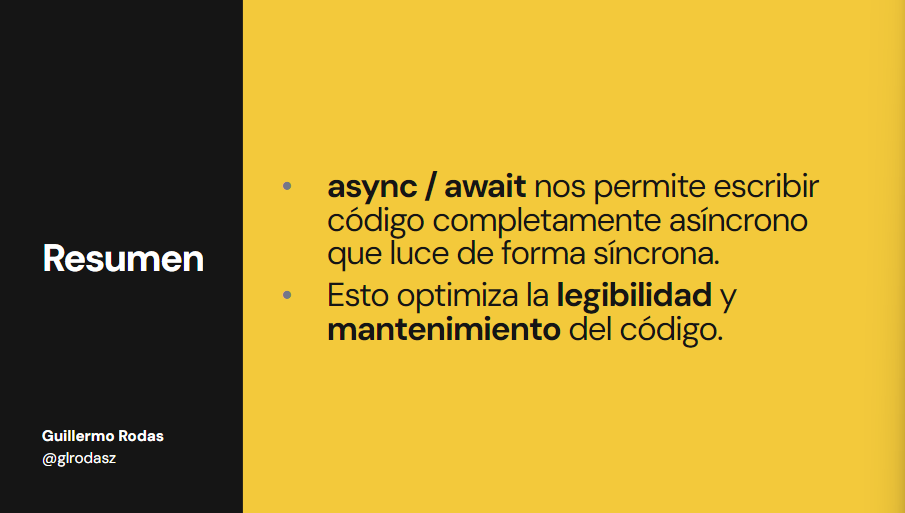 Resumen
Guillermo Rodas
@glrodasz
async / await nos permite escribir
código completamente asíncrono
que luce de forma síncrona.
Esto optimiza la legibilidad y
mantenimiento del código.